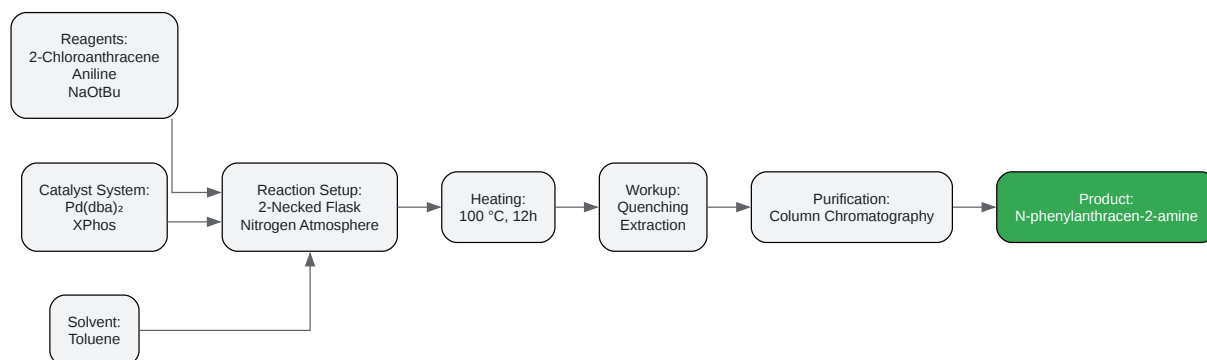 Reagents:
2-Chloroanthracene
Aniline
NaOtBu
Catalyst System:
Pd(dba)₂
XPhos
Solvent:
Toluene
Reaction Setup:
2-Necked Flask
Nitrogen Atmosphere
Heating:
100 °C, 12h
Workup:
Quenching
Extraction
Purification:
Column Chromatography
Product:
N-phenylanthracen-2-amine